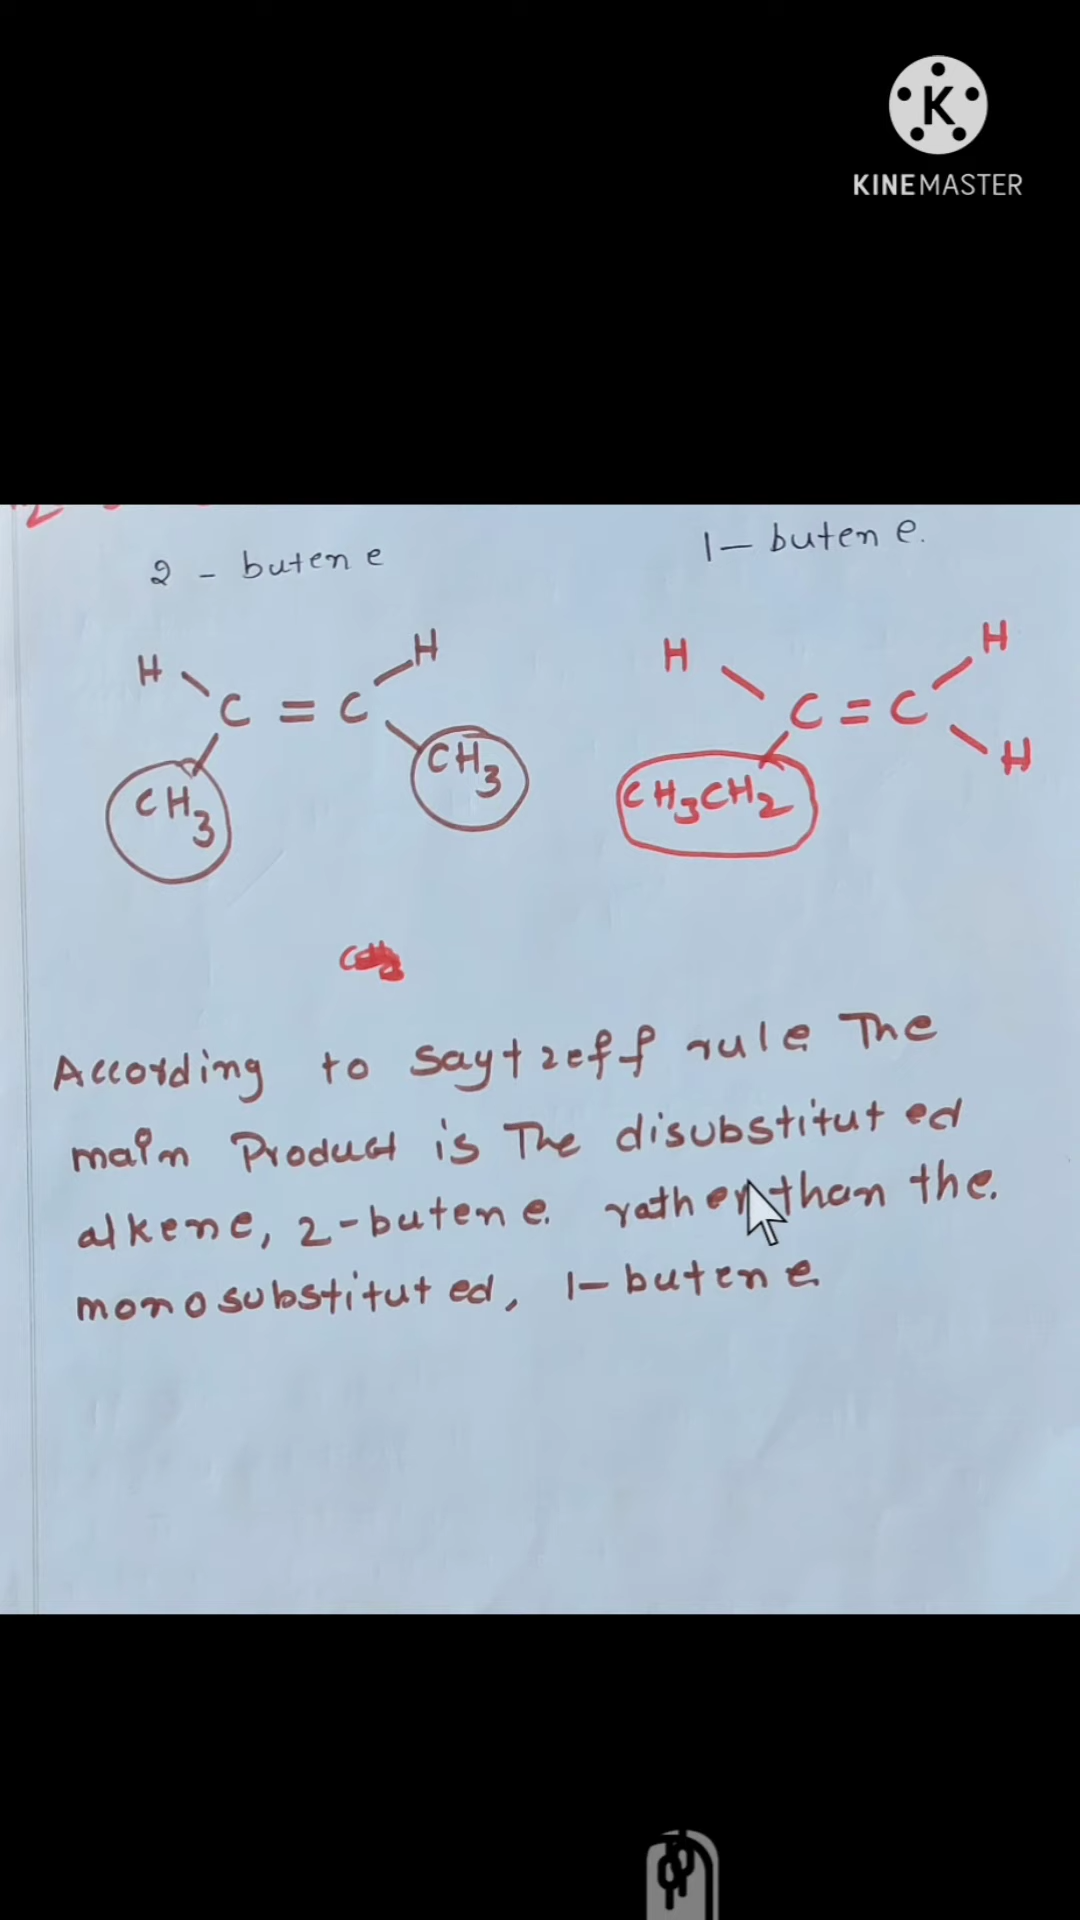 K
KINEMASTER
2 - butene
1 - butene.
H H H H
C = C C = C
CH3 CH3 CH3CH2 H
According to Saytzeff rule The
main Product is The disubstituted
alkene, 2-butene. rather than the.
monosubstituted, 1-butene